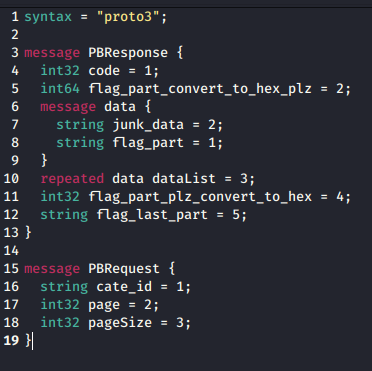 1 syntax = "proto3";
2
3 message PBResponse {
4   int32 code = 1;
5   int64 flag_part_convert_to_hex_plz = 2;
6   message data {
7     string junk_data = 2;
8     string flag_part = 1;
9   }
10   repeated data dataList = 3;
11   int32 flag_part_plz_convert_to_hex = 4;
12   string flag_last_part = 5;
13 }
14
15 message PBRequest {
16   string cate_id = 1;
17   int32 page = 2;
18   int32 pageSize = 3;
19 }